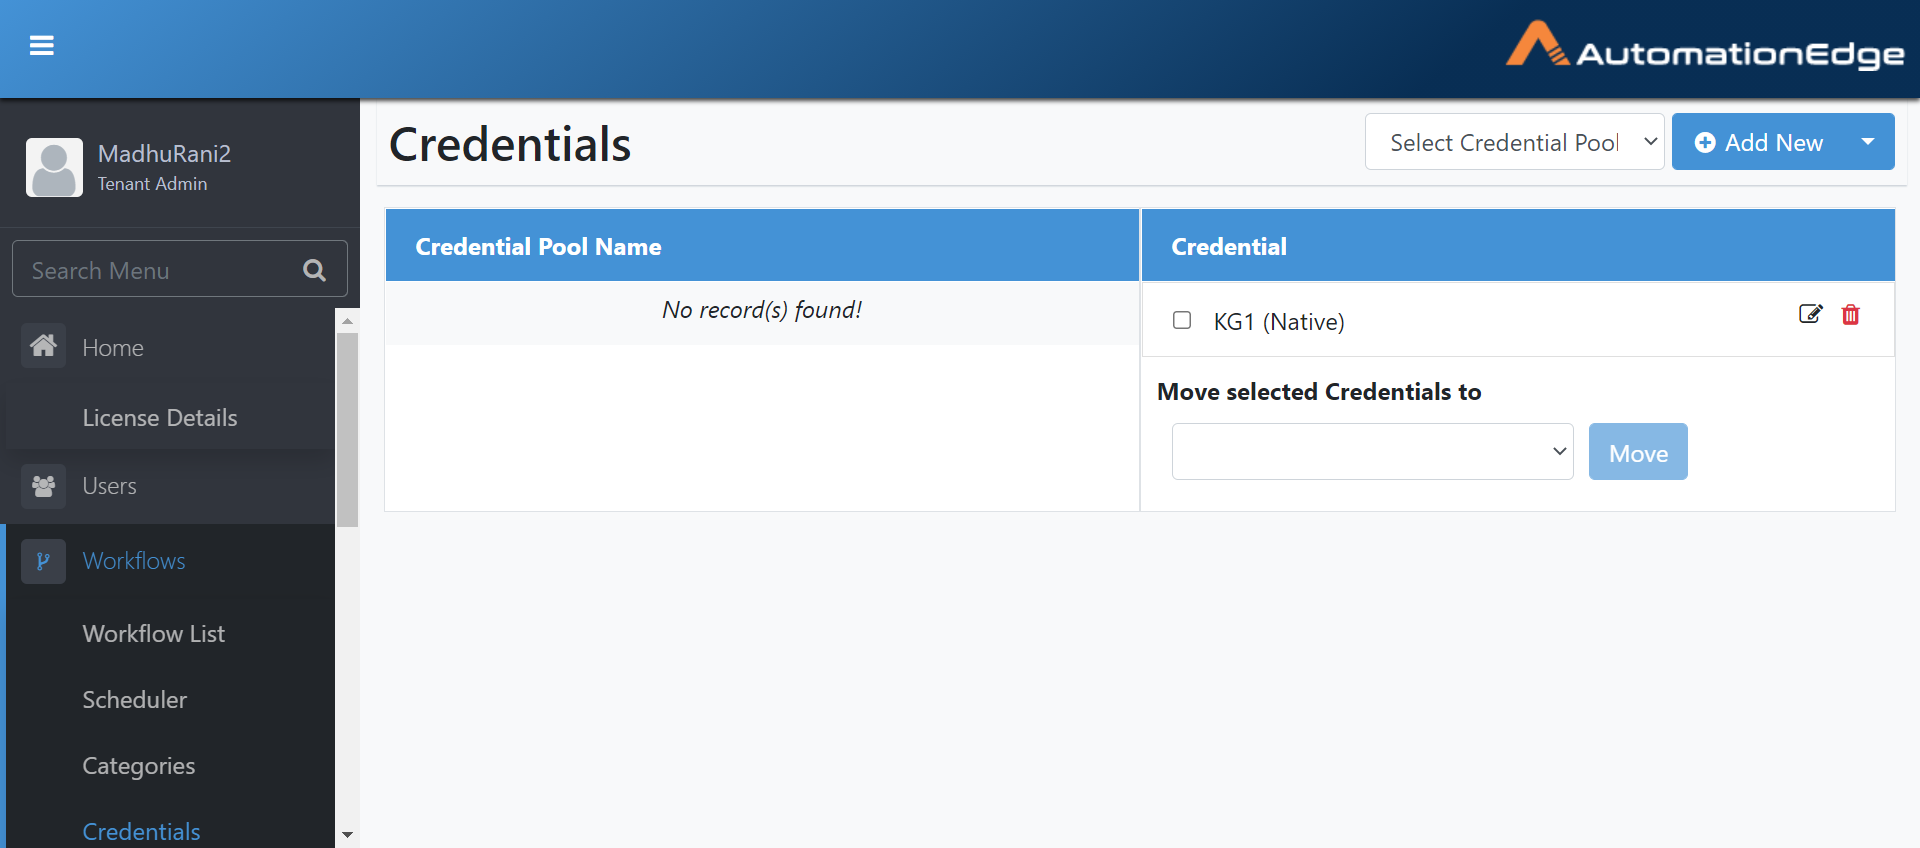 AutomationEdge
MadhuRani2
Tenant Admin
Search Menu
Home
License Details
Users
Workflows
Workflow List
Scheduler
Categories
Credentials
Credentials
Select Credential Pool
Add New
Credential Pool Name
Credential
No record(s) found!
KG1 (Native)
Move selected Credentials to
Move